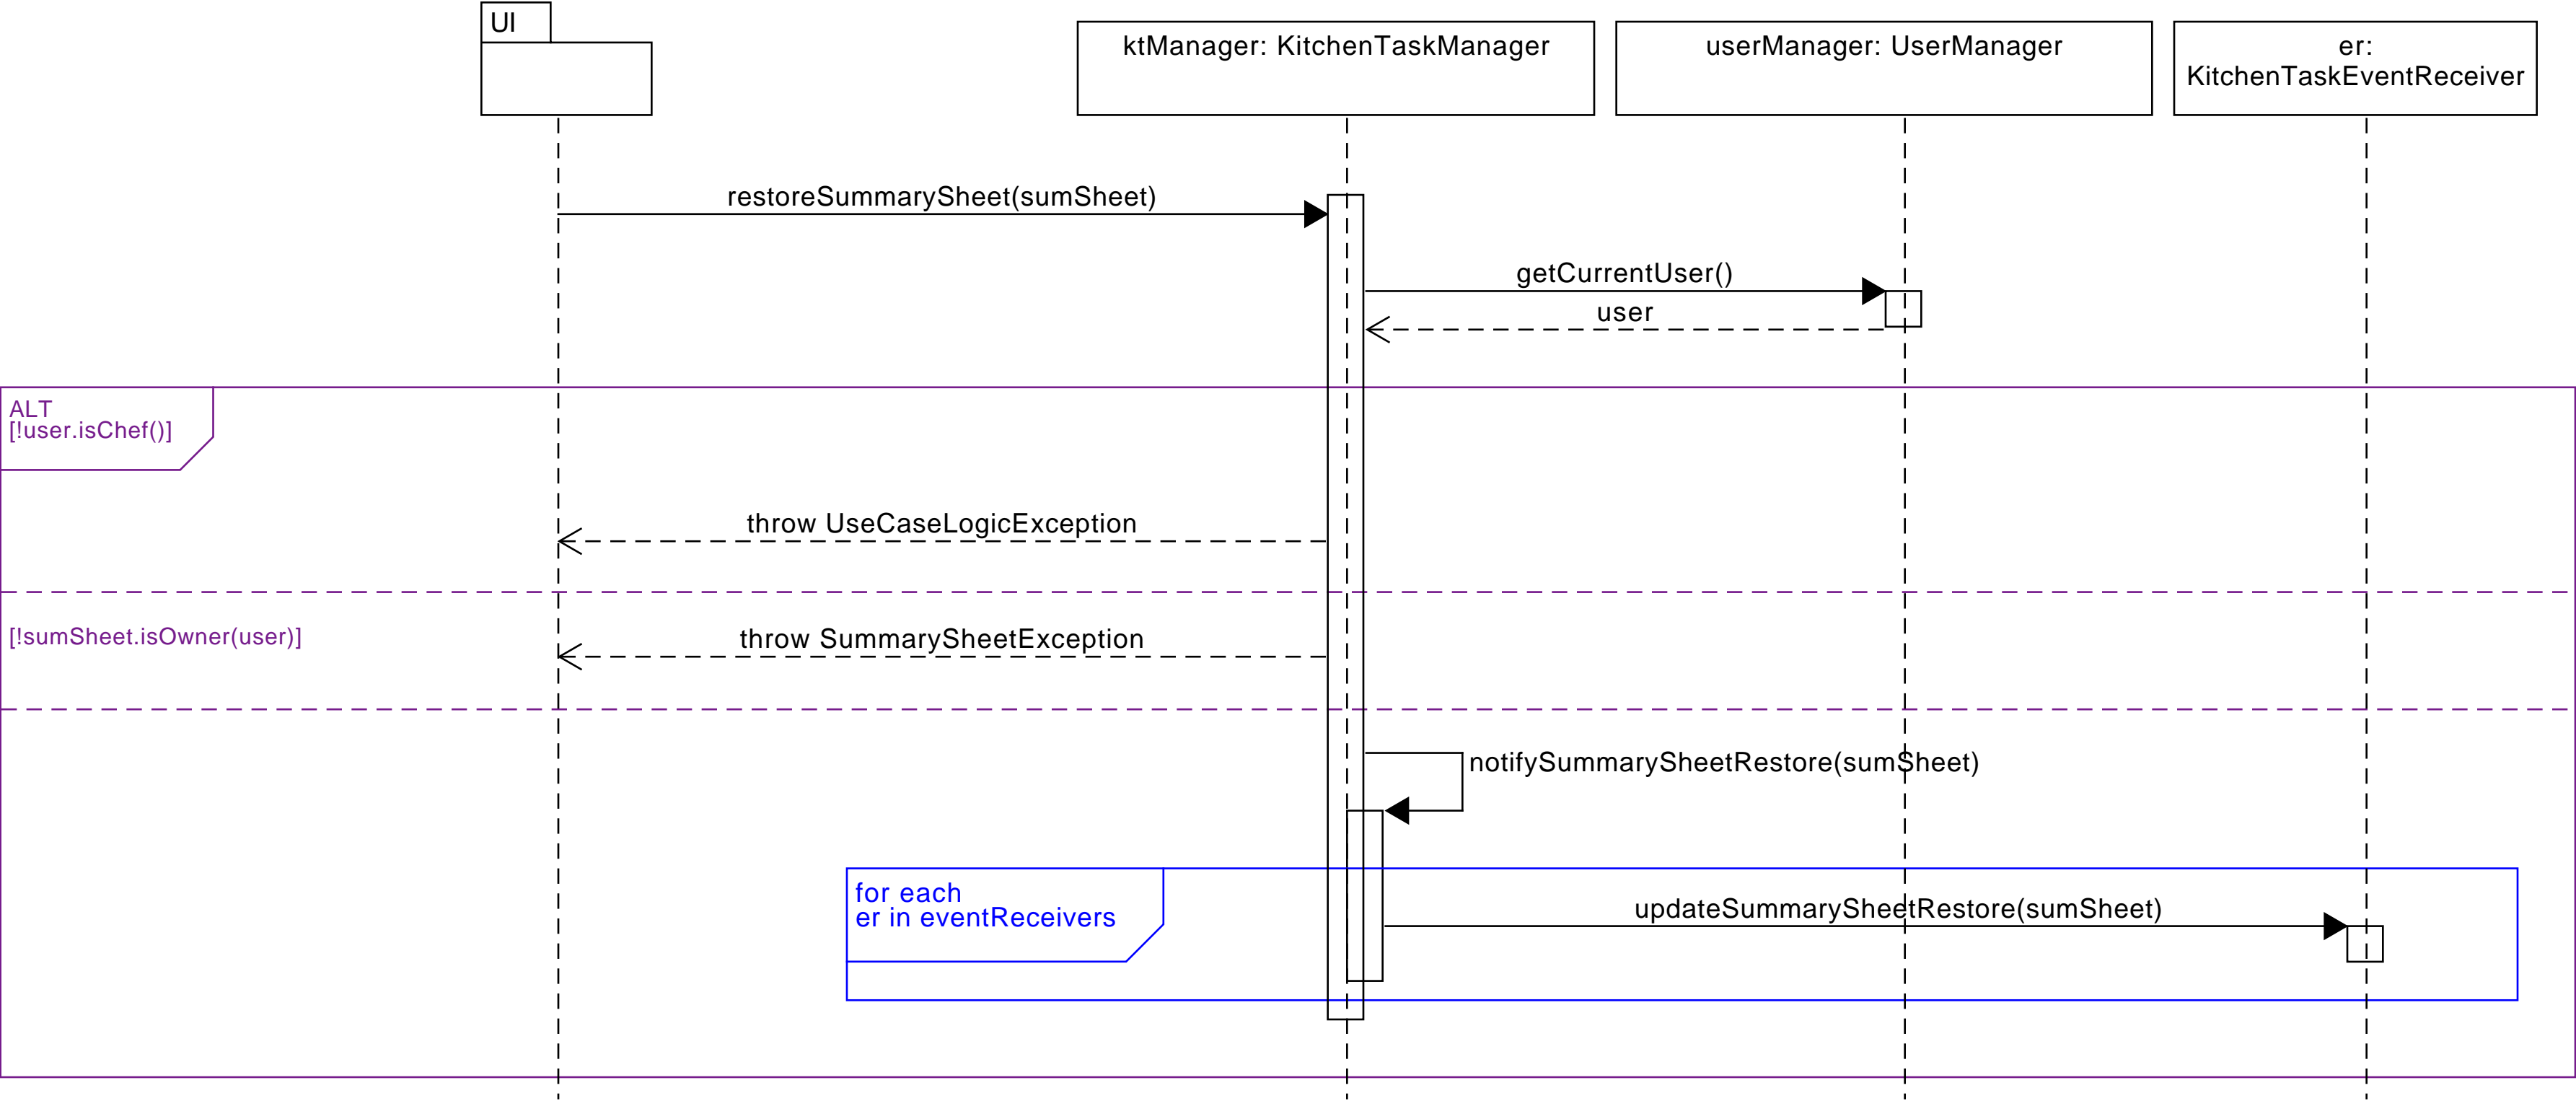 UI
ktManager: KitchenTaskManager
userManager: UserManager
er:
KitchenTaskEventReceiver
restoreSummarySheet(sumSheet)
getCurrentUser()
user
ALT
[!user.isChef()]
throw UseCaseLogicException
[!sumSheet.isOwner(user)]
throw SummarySheetException
notifySummarySheetRestore(sumSheet)
for each
er in eventReceivers
updateSummarySheetRestore(sumSheet)